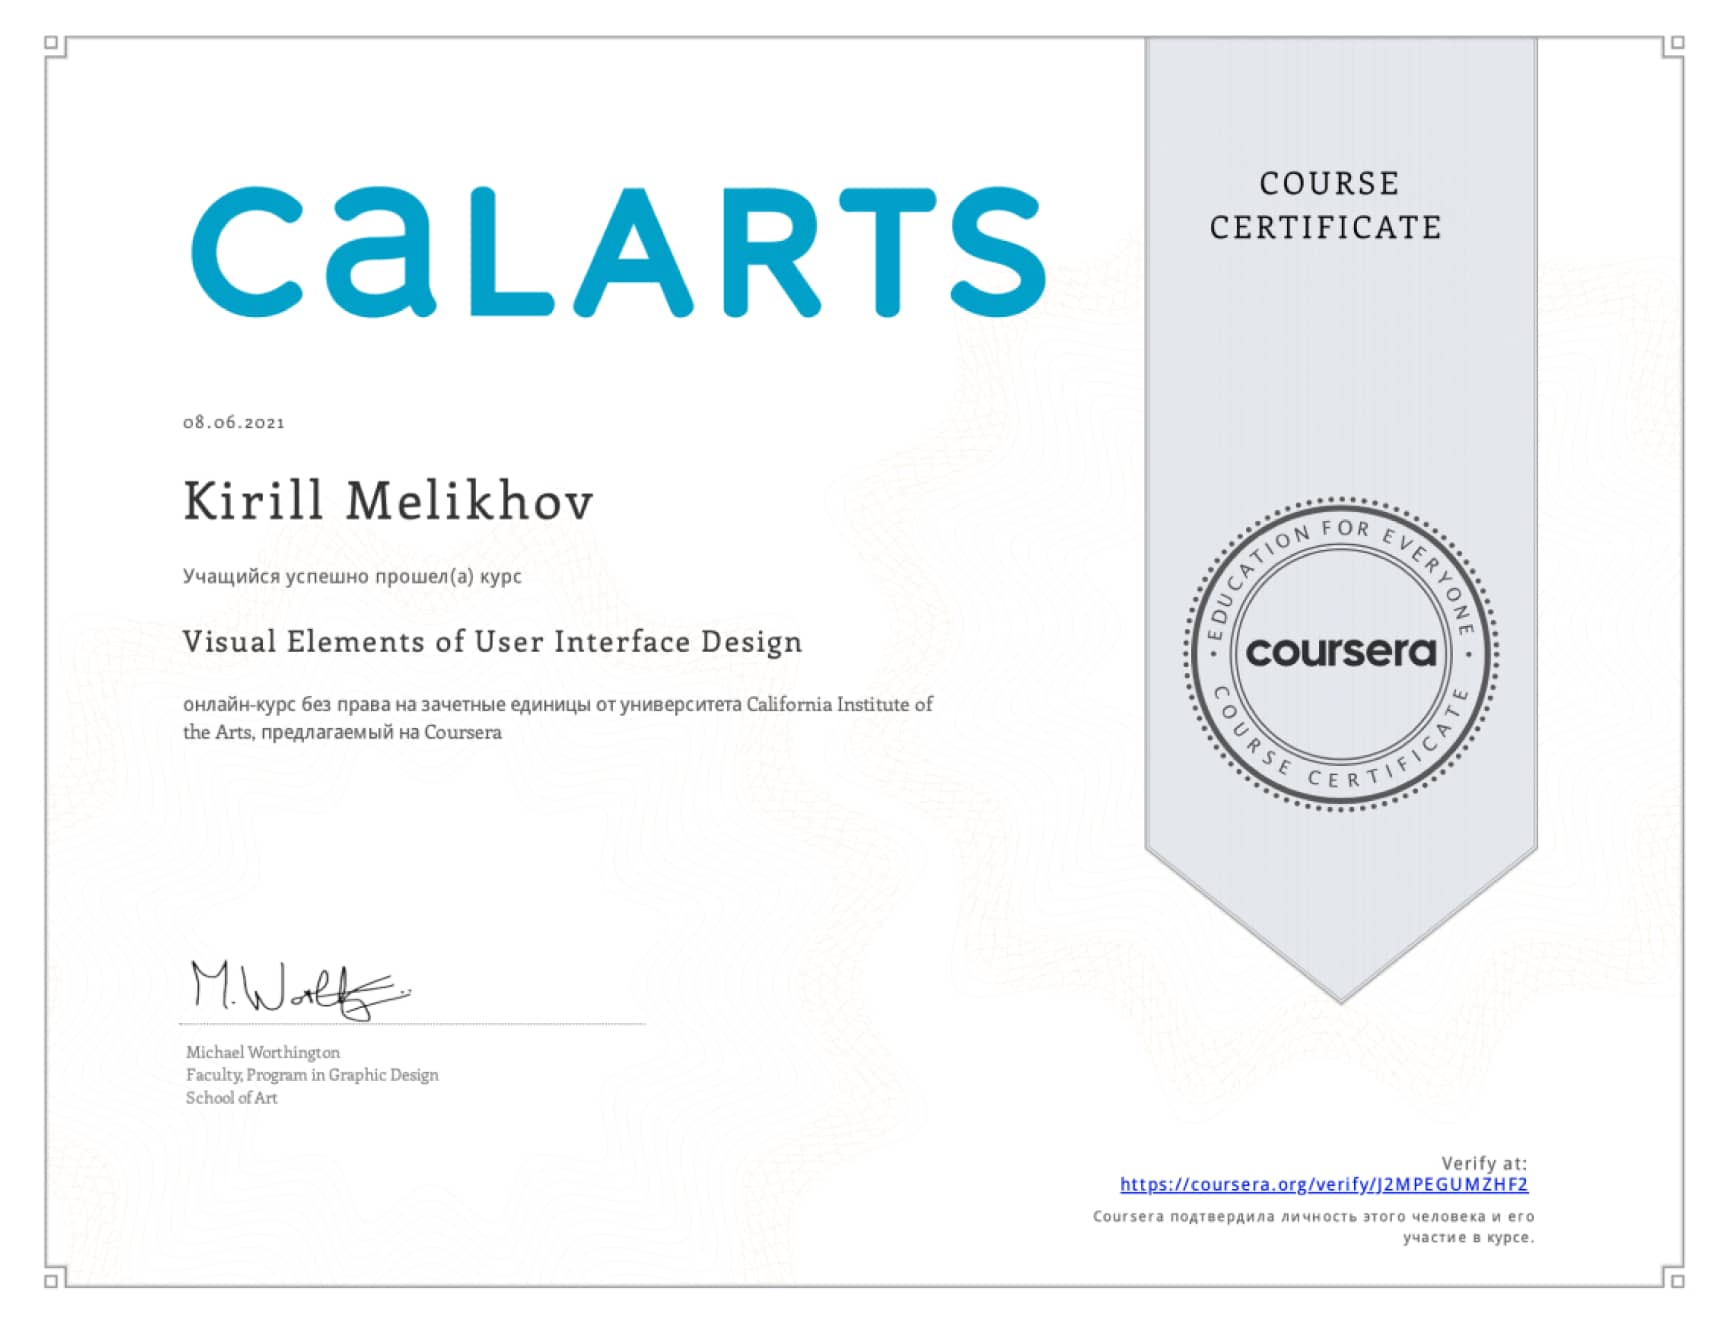 CaLARTS
COURSE
CERTIFICATE
08.06.2021
Kirill Melikhov
Учащийся успешно прошел(а) курс
Visual Elements of User Interface Design
онлайн-курс без права на зачетные единицы от университета California Institute of
the Arts, предлагаемый на Coursera
EDUCATION FOR EVERYONE
coursera
COURSE CERTIFICATE
Michael Worthington
Faculty, Program in Graphic Design
School of Art
Verify at:
https://coursera.org/verify/J2MPEGUMZHF2
Coursera подтвердила личность этого человека и его
участие в курсе.